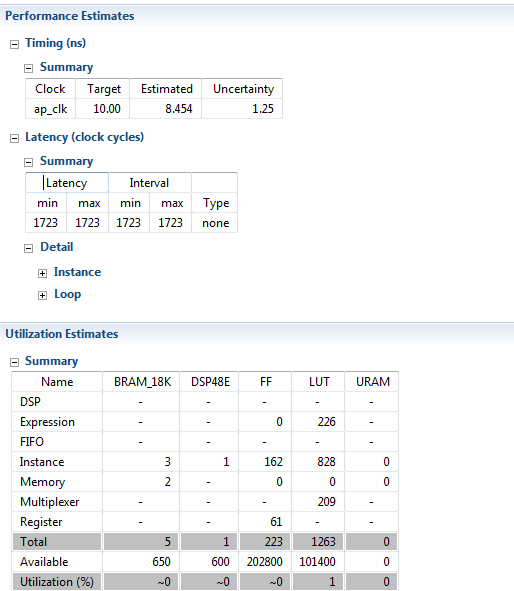 Performance Estimates
Timing (ns)
Summary
Clock Target Estimated Uncertainty
ap_clk 10.00 8.454 1.25
Latency (clock cycles)
Summary
Latency Interval
min max min max Type
1723 1723 1723 1723 none
Detail
Instance
Loop
Utilization Estimates
Summary
Name BRAM_18K DSP48E FF LUT URAM
DSP - - - - -
Expression - - 0 226 -
FIFO - - - - -
Instance 3 1 162 828 0
Memory 2 - 0 0 0
Multiplexer - - - 209 -
Register - - 61 - -
Total 5 1 223 1263 0
Available 650 600 202800 101400 0
Utilization (%) ~0 ~0 ~0 1 0